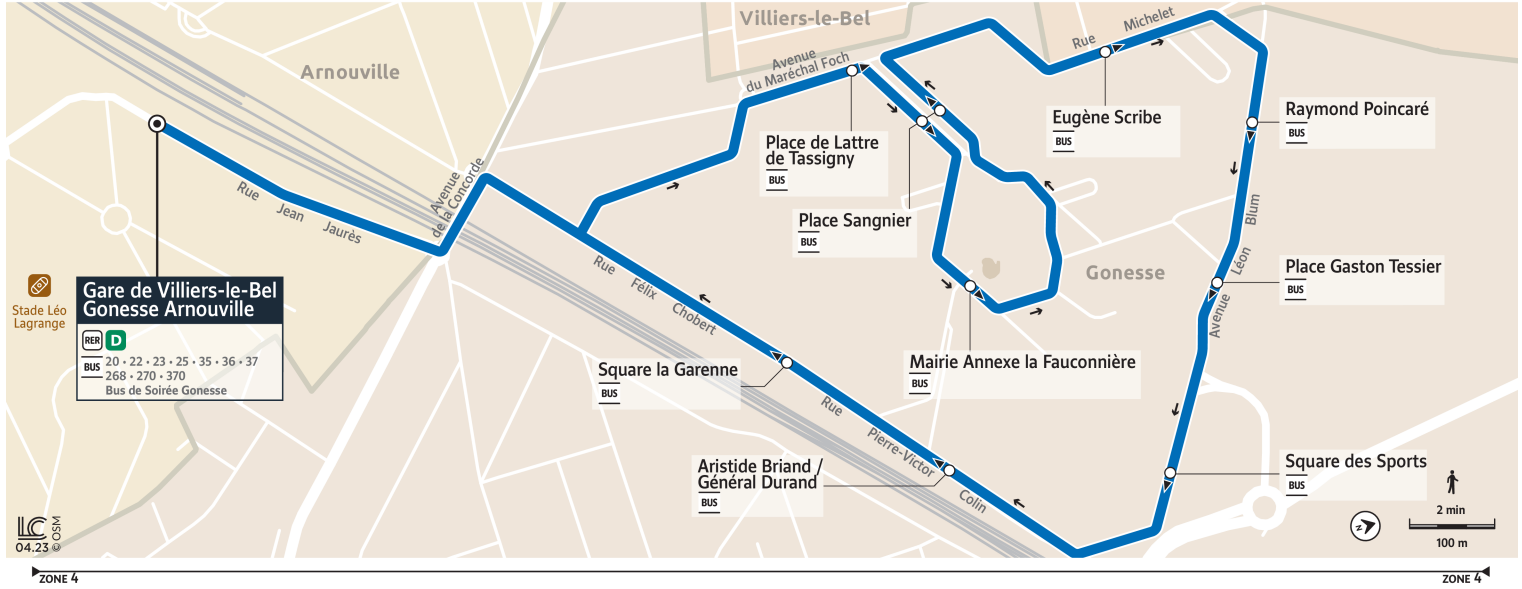 Villiers-le-Bel
Arnouville
Gonesse
Rue Michelet
Avenue
du Maréchal Foch
Rue Jean Jaurès
Avenue
de la Concorde
Rue Félix Chobert
Rue Pierre-Victor Colin
Avenue Léon Blum
Eugène Scribe
BUS
Raymond Poincaré
BUS
Place de Lattre
de Tassigny
BUS
Place Sangnier
BUS
Place Gaston Tessier
BUS
Stade Léo
Lagrange
Gare de Villiers-le-Bel
Gonesse Arnouville
RER D
BUS 20 • 22 • 23 • 25 • 35 • 36 • 37
268 • 270 • 370
Bus de Soirée Gonesse
Mairie Annexe la Fauconnière
BUS
Square la Garenne
BUS
Aristide Briand /
Général Durand
BUS
Square des Sports
BUS
2 min
100 m
N
LC
04.23 © OSM
ZONE 4
ZONE 4